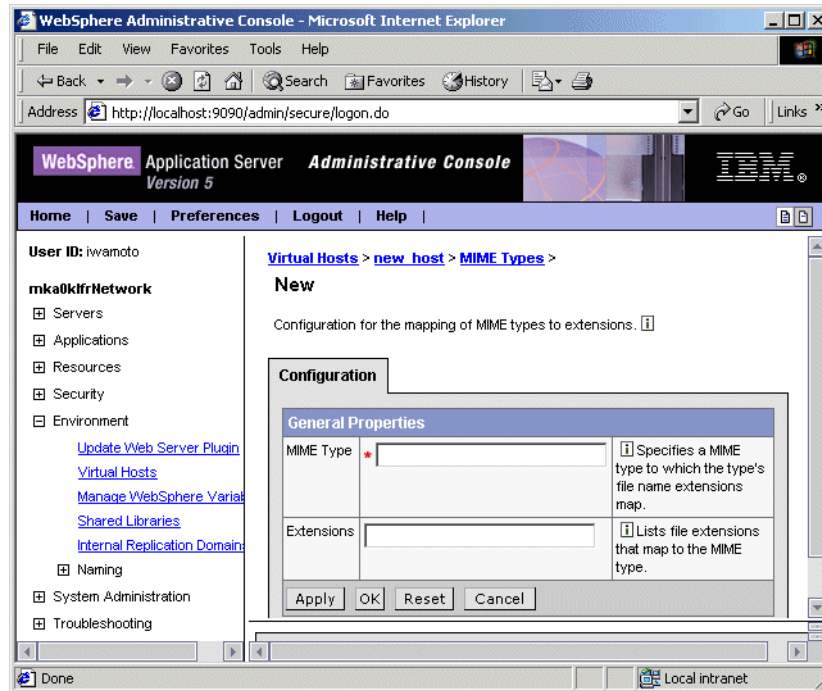 WebSphere Administrative Console - Microsoft Internet Explorer
File Edit View Favorites Tools Help
Back Search Favorites History
Address http://localhost:9090/admin/secure/logon.do Go Links »
WebSphere Application Server Administrative Console
Version 5
IBM®
Home | Save | Preferences | Logout | Help |
User ID: iwamoto
mka0klfrNetwork
Servers
Applications
Resources
Security
Environment
Update Web Server Plugin
Virtual Hosts
Manage WebSphere Variab
Shared Libraries
Internal Replication Domain
Naming
System Administration
Troubleshooting
Virtual Hosts > new_host > MIME Types >
New
Configuration for the mapping of MIME types to extensions. i
Configuration
General Properties
MIME Type * i Specifies a MIME
type to which the type's
file name extensions
map.
Extensions i Lists file extensions
that map to the MIME
type.
Apply OK Reset Cancel
Done Local intranet